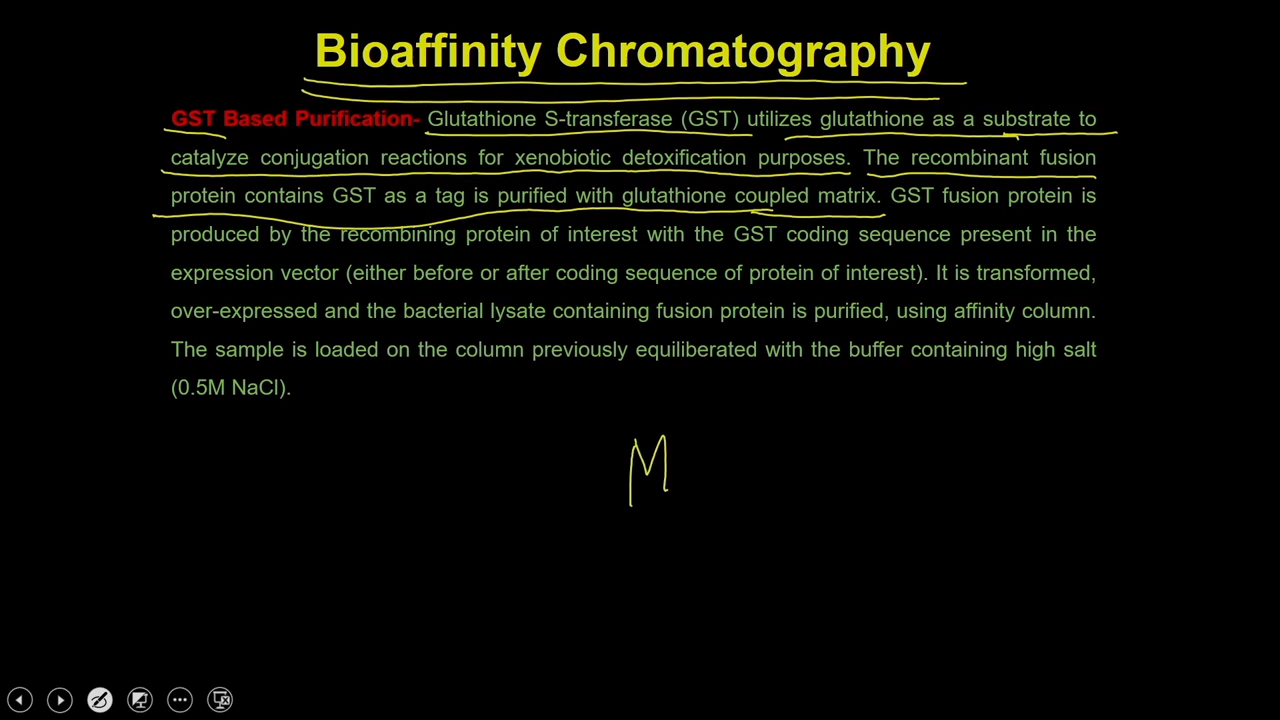 Bioaffinity Chromatography
GST Based Purification- Glutathione S-transferase (GST) utilizes glutathione as a substrate to
catalyze conjugation reactions for xenobiotic detoxification purposes. The recombinant fusion
protein contains GST as a tag is purified with glutathione coupled matrix. GST fusion protein is
produced by the recombining protein of interest with the GST coding sequence present in the
expression vector (either before or after coding sequence of protein of interest). It is transformed,
over-expressed and the bacterial lysate containing fusion protein is purified, using affinity column.
The sample is loaded on the column previously equiliberated with the buffer containing high salt
(0.5M NaCl).
M